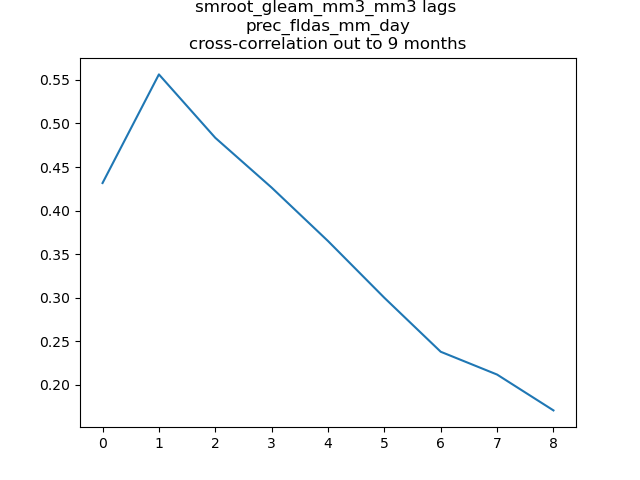 smroot_gleam_mm3_mm3 lags
prec_fldas_mm_day
cross-correlation out to 9 months
0.55
0.50
0.45
0.40
0.35
0.30
0.25
0.20
0 1 2 3 4 5 6 7 8